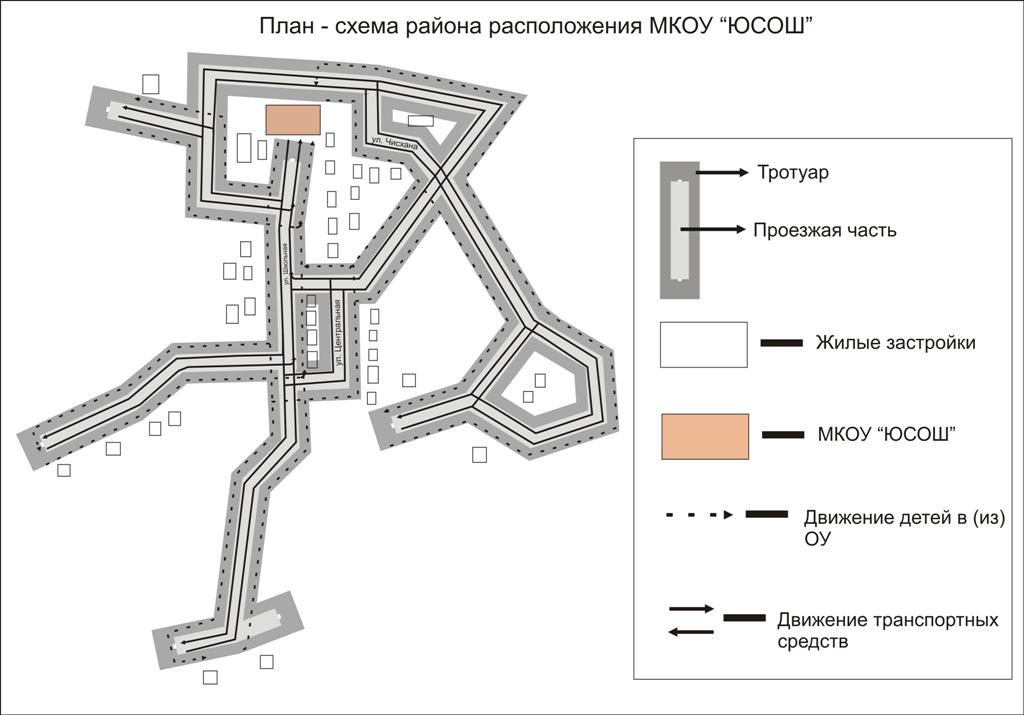 План - схема района расположения МКОУ “ЮСОШ”
ул. Чисхана
ул. Школьная
ул. Центральная
Тротуар
Проезжая часть
Жилые застройки
МКОУ “ЮСОШ”
Движение детей в (из)
ОУ
Движение транспортных
средств